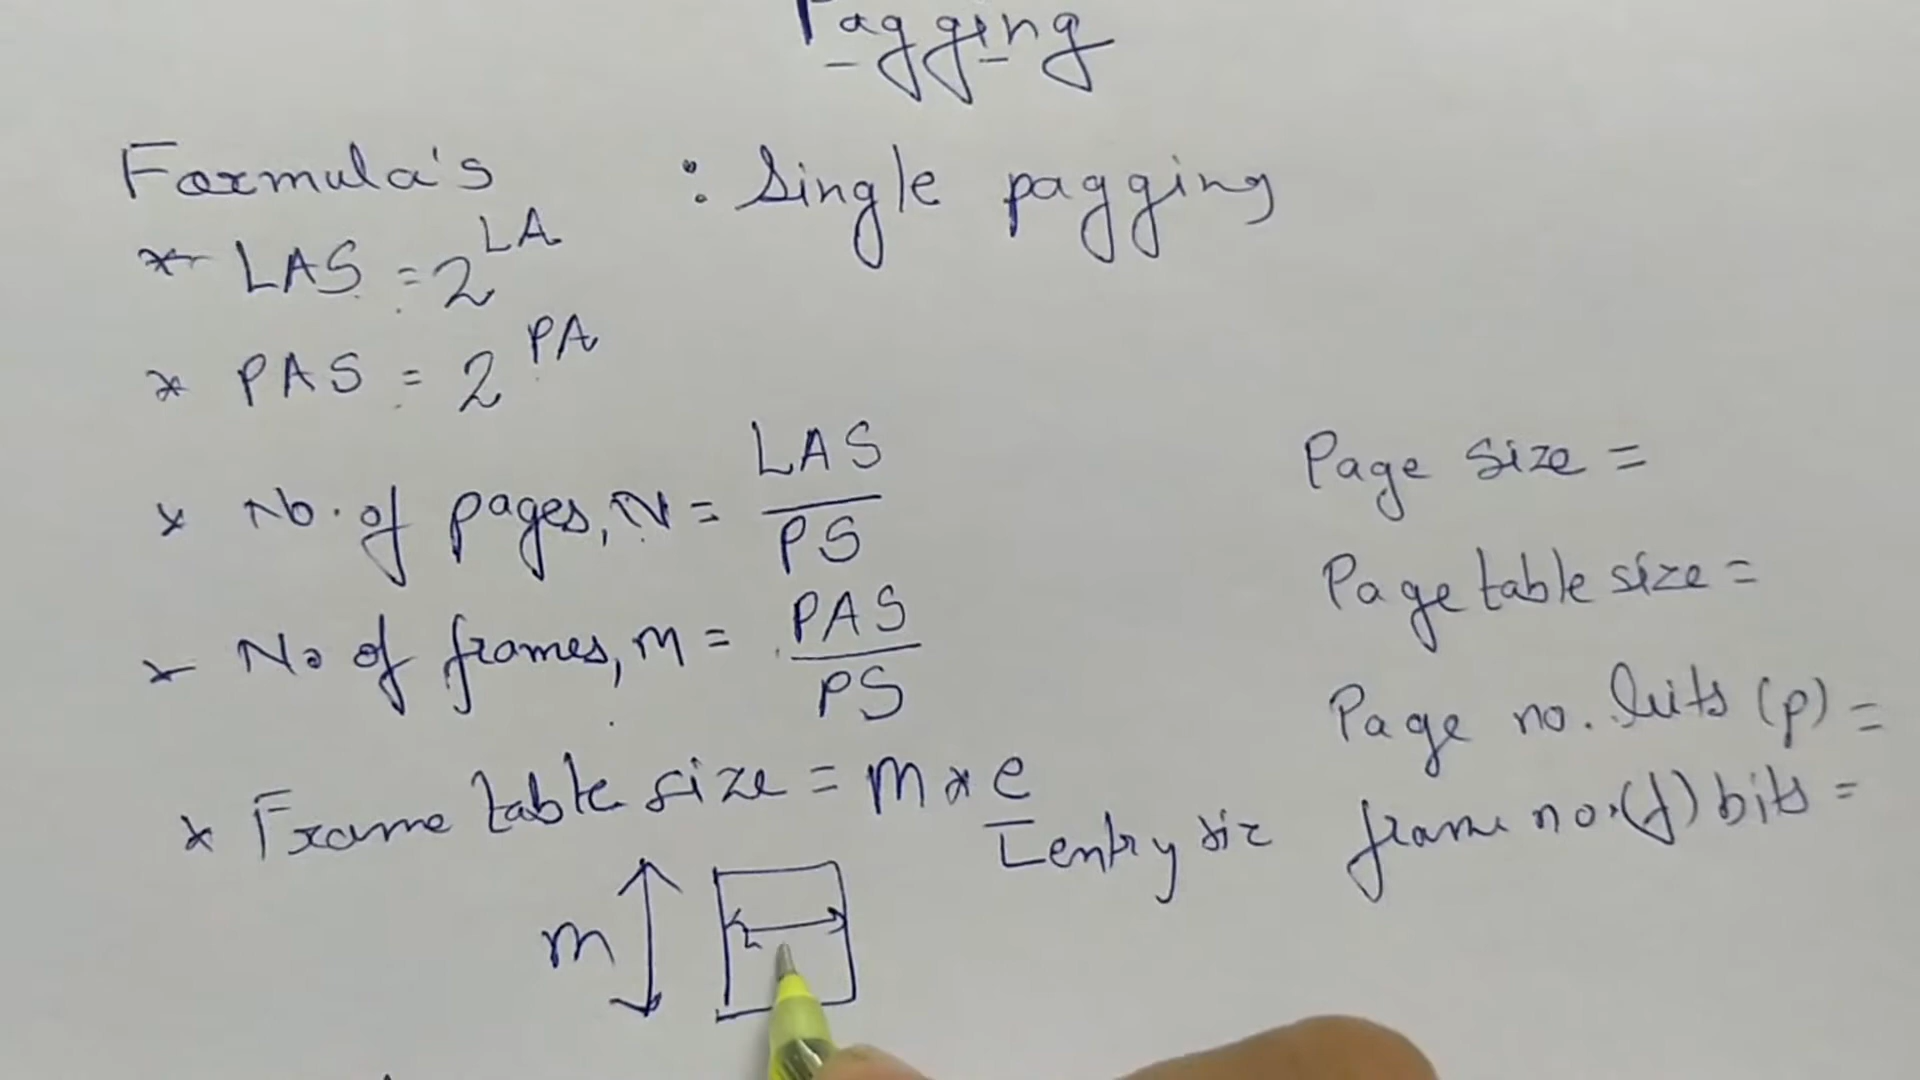 Pagging
Formula's : Single pagging
* LAS = 2^LA
* PAS = 2^PA
* No. of pages, N = LAS / PS
* No of frames, m = PAS / PS
* Frame table size = m * e
entry siz
m
Page size =
Page table size =
Page no. bits (p) =
frame no. (f) bits =